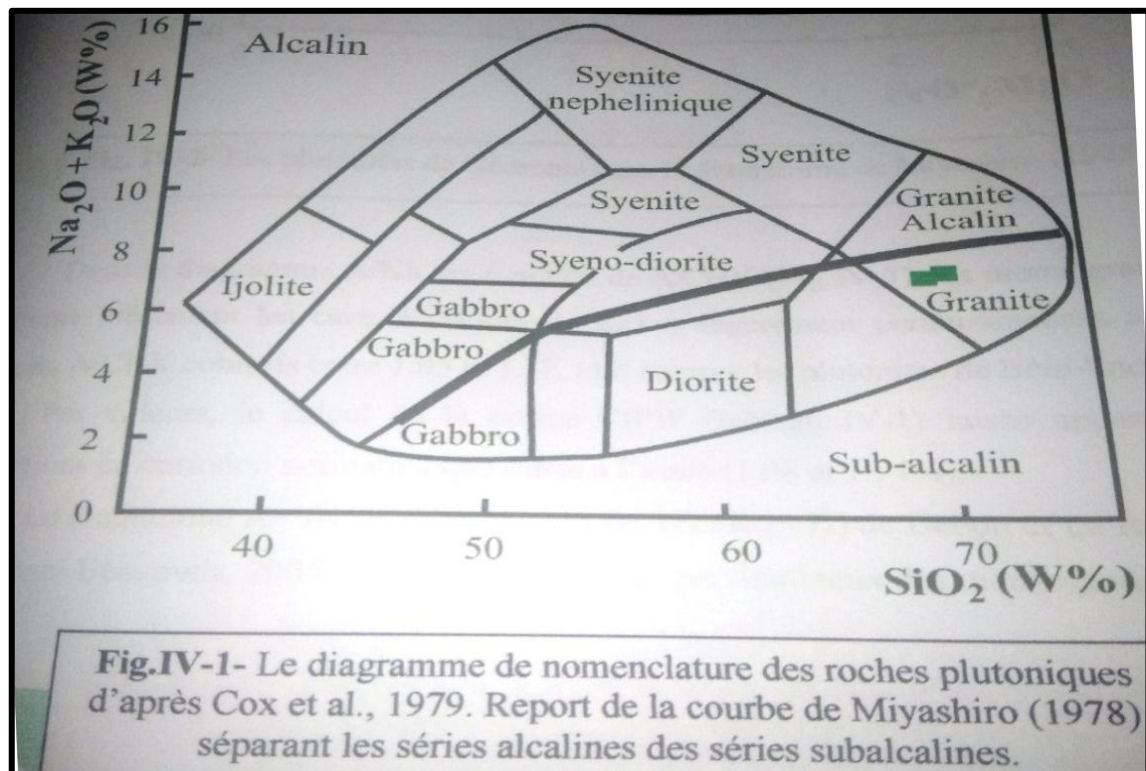 16
14
12
10
8
6
4
2
0
Na₂O+K₂O(W%)
Alcalin
Syenite
nephelinique
Syenite
Syenite
Granite
Alcalin
Syeno-diorite
Ijolite
Gabbro
Granite
Gabbro
Diorite
Gabbro
Sub-alcalin
40
50
60
70
SiO₂(W%)
Fig.IV-1- Le diagramme de nomenclature des roches plutoniques
d'après Cox et al., 1979. Report de la courbe de Miyashiro (1978)
séparant les séries alcalines des séries subalcalines.